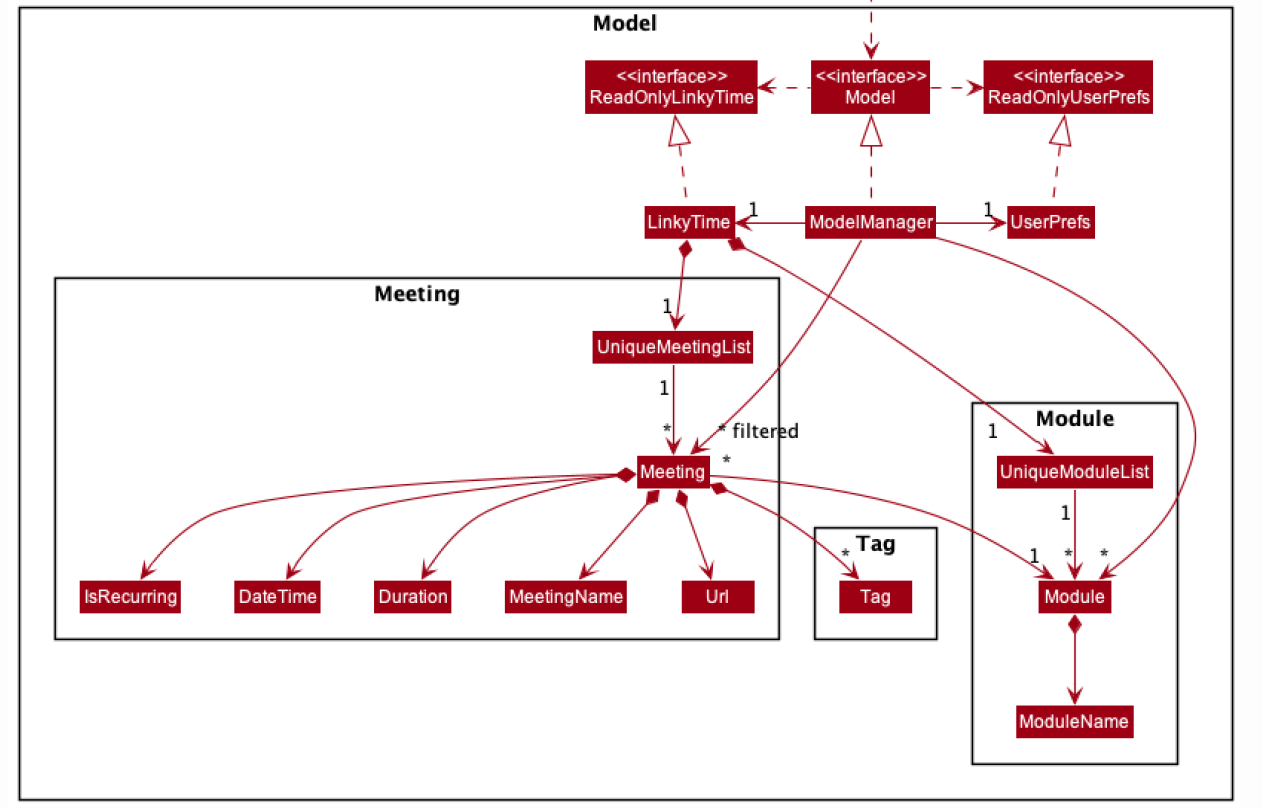 Model
<<interface>>
ReadOnlyLinkyTime
<<interface>>
Model
<<interface>>
ReadOnlyUserPrefs
LinkyTime
1
ModelManager
1
UserPrefs
Meeting
1
UniqueMeetingList
1
*
* filtered
*
Meeting
Module
1
UniqueModuleList
1
1
*
*
Tag
*
IsRecurring
DateTime
Duration
MeetingName
Url
Tag
Module
ModuleName